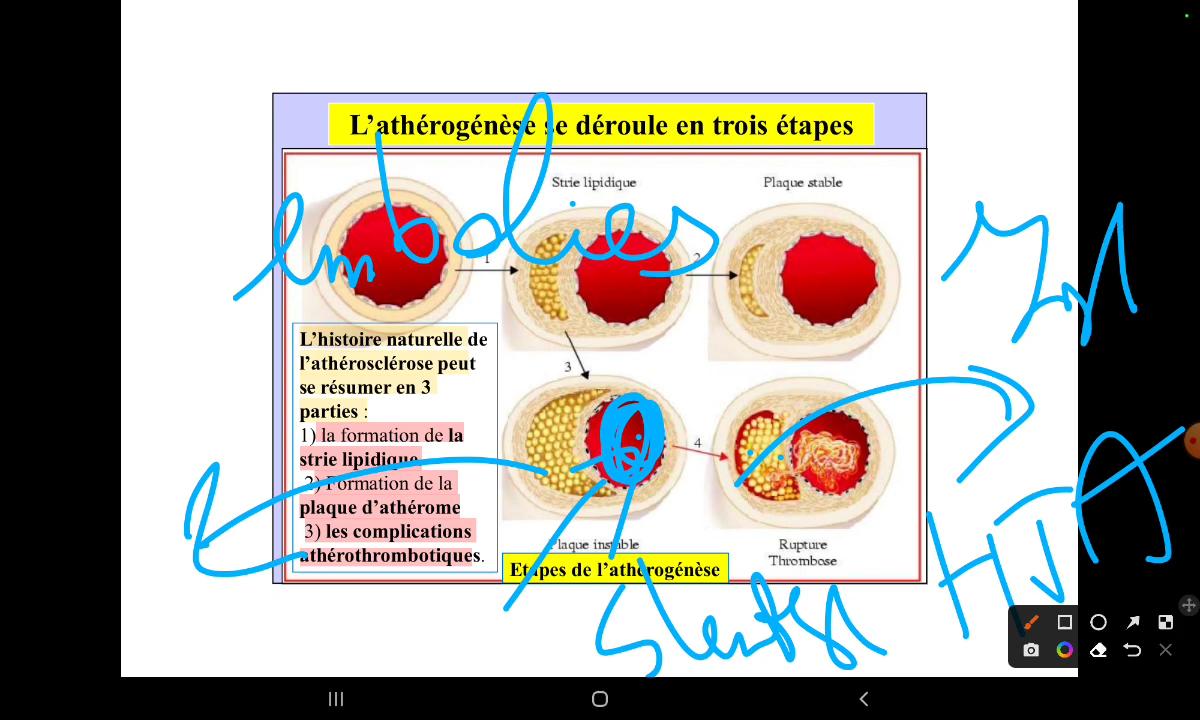 L’athérogénèse se déroule en trois étapes
Strie lipidique
Plaque stable
1
2
L’histoire naturelle de
l’athérosclérose peut
se résumer en 3
parties :
1) la formation de la
strie lipidique
2) Formation de la
plaque d’athérome
3) les complications
athérothrombotiques.
3
4
Plaque instable
Rupture
Thrombose
Etapes de l’athérogénèse
HTA